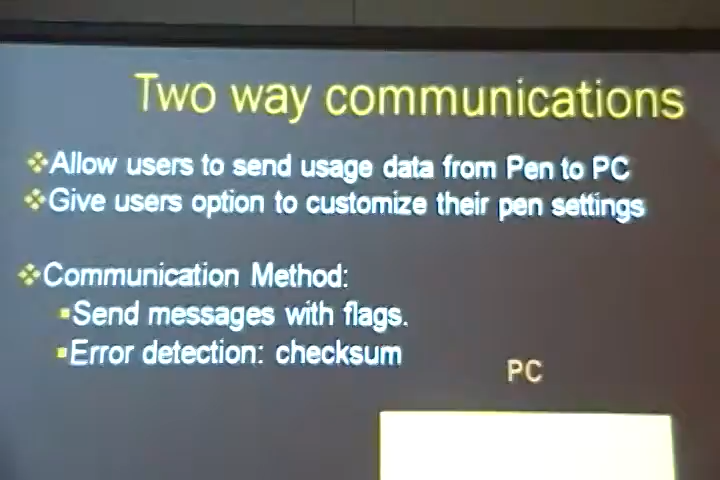 Two way communications
Allow users to send usage data from Pen to PC
Give users option to customize their pen settings
Communication Method:
Send messages with flags.
Error detection: checksum
PC